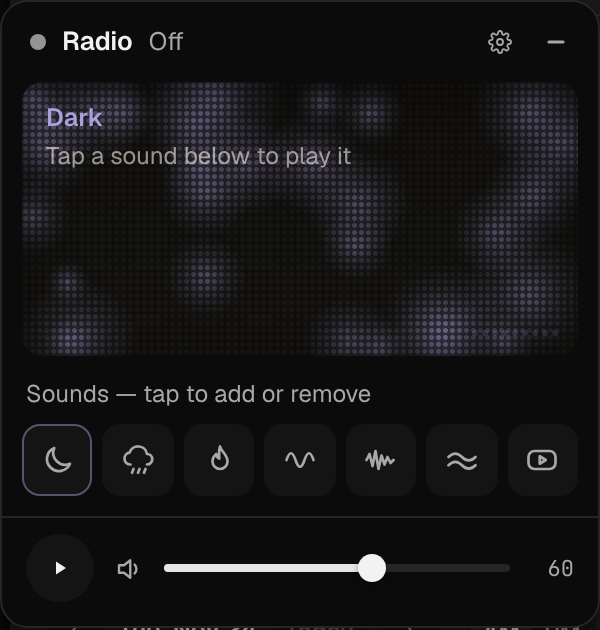 Radio Off
Dark
Tap a sound below to play it
Sounds — tap to add or remove
60